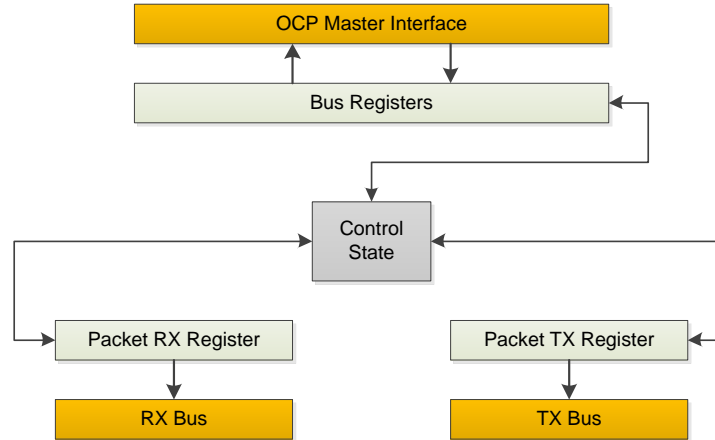 OCP Master Interface
Bus Registers
Control
State
Packet RX Register
Packet TX Register
RX Bus
TX Bus